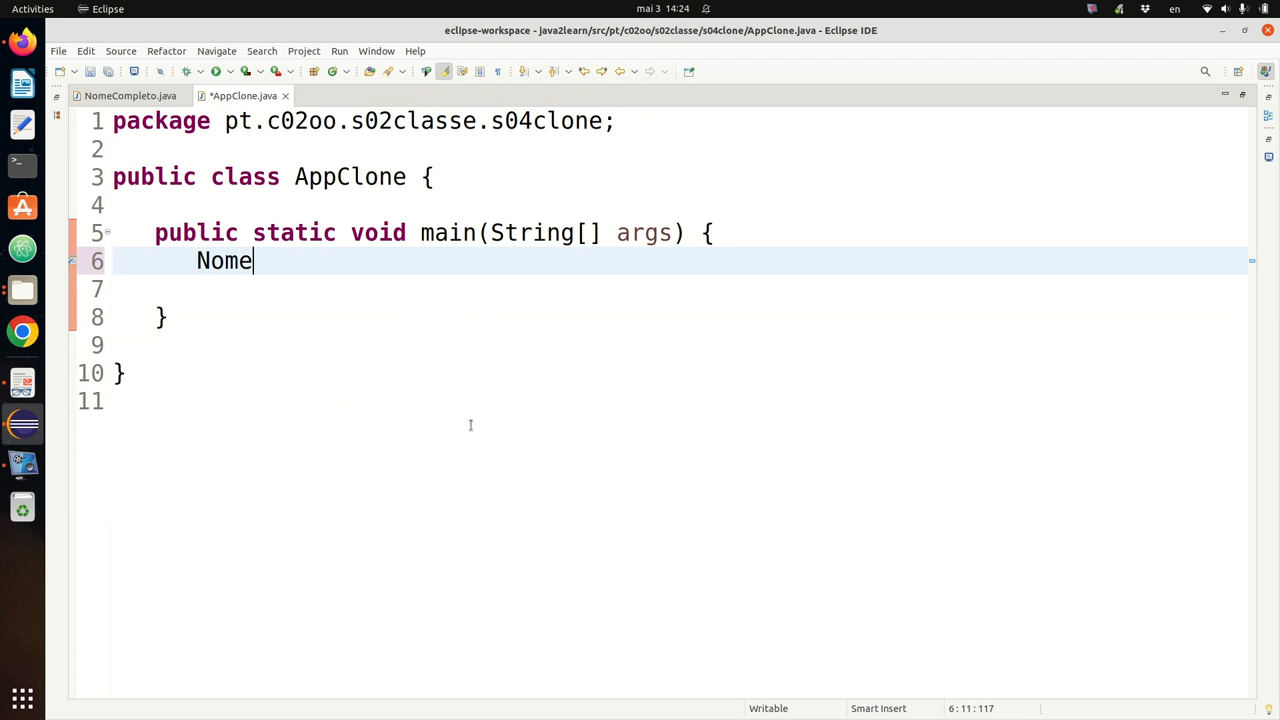 Activities Eclipse mai 3 14:24 en
eclipse-workspace - java2learn/src/pt/c02oo/s02classe/s04clone/AppClone.java - Eclipse IDE
File Edit Source Refactor Navigate Search Project Run Window Help
NomeCompleto.java *AppClone.java
1 package pt.c02oo.s02classe.s04clone;
2
3 public class AppClone {
4
5 public static void main(String[] args) {
6 Nome
7
8 }
9
10 }
11
Writable Smart Insert 6 : 11 : 117